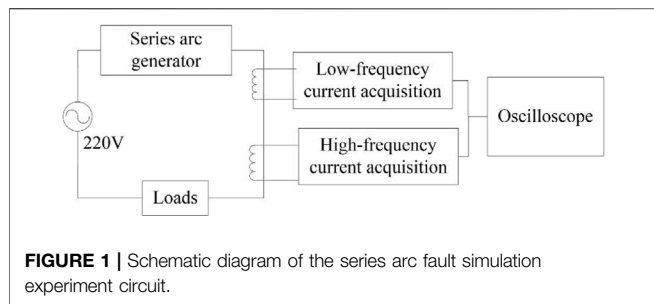 Series arc
generator
Low-frequency
current acquisition
Oscilloscope
220V
High-frequency
current acquisition
Loads
FIGURE 1 | Schematic diagram of the series arc fault simulation
experiment circuit.